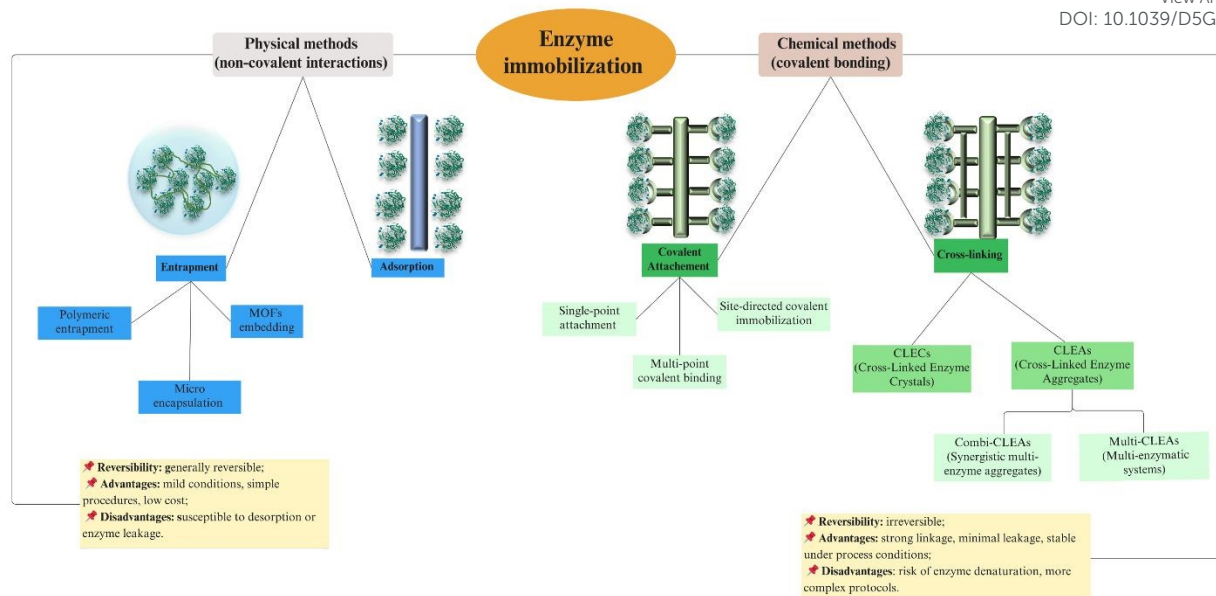 View Ar
DOI: 10.1039/D5G
Enzyme
immobilization
Physical methods
(non-covalent interactions)
Chemical methods
(covalent bonding)
Entrapment
Adsorption
Polymeric
entrapment
MOFs
embedding
Micro
encapsulation
Covalent
Attachement
Cross-linking
Single-point
attachment
Site-directed covalent
immobilization
Multi-point
covalent binding
CLECs
(Cross-Linked Enzyme
Crystals)
CLEAs
(Cross-Linked Enzyme
Aggregates)
Combi-CLEAs
(Synergistic multi-
enzyme aggregates)
Multi-CLEAs
(Multi-enzymatic
systems)
Reversibility: generally reversible;
Advantages: mild conditions, simple
procedures, low cost;
Disadvantages: susceptible to desorption or
enzyme leakage.
Reversibility: irreversible;
Advantages: strong linkage, minimal leakage, stable
under process conditions;
Disadvantages: risk of enzyme denaturation, more
complex protocols.